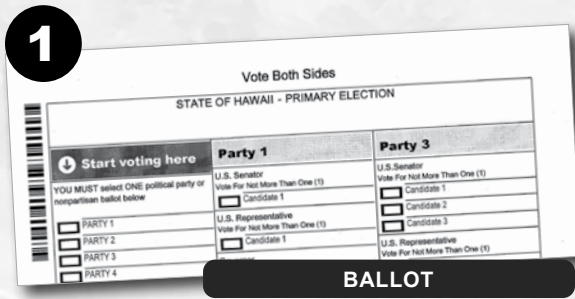 1
Vote Both Sides
STATE OF HAWAII - PRIMARY ELECTION
Start voting here
YOU MUST select ONE political party or
nonpartisan ballot below
PARTY 1
PARTY 2
PARTY 3
PARTY 4
Party 1
U.S. Senator
Vote For Not More Than One (1)
Candidate 1
U.S. Representative
Vote For Not More Than One (1)
Candidate 1
Party 3
U.S.Senator
Vote For Not More Than One (1)
Candidate 1
Candidate 2
Candidate 3
U.S. Representative
Vote For Not More Than One (1)
BALLOT